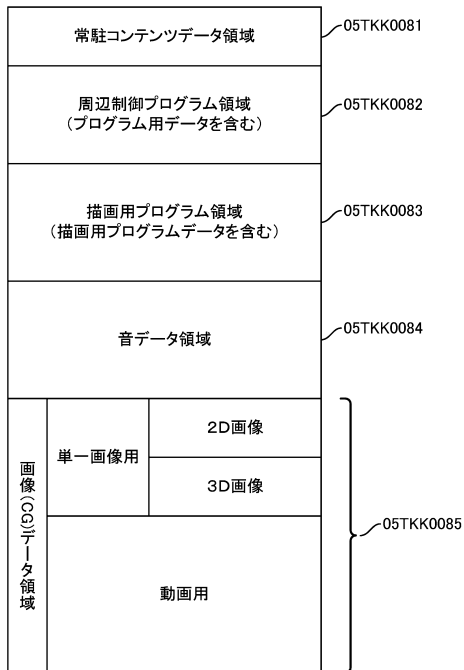 常駐コンテンツデータ領域
05TKK0081
周辺制御プログラム領域
(プログラム用データを含む)
05TKK0082
描画用プログラム領域
(描画用プログラムデータを含む)
05TKK0083
音データ領域
05TKK0084
画像(CG)データ領域
単一画像用
2D画像
3D画像
動画用
05TKK0085